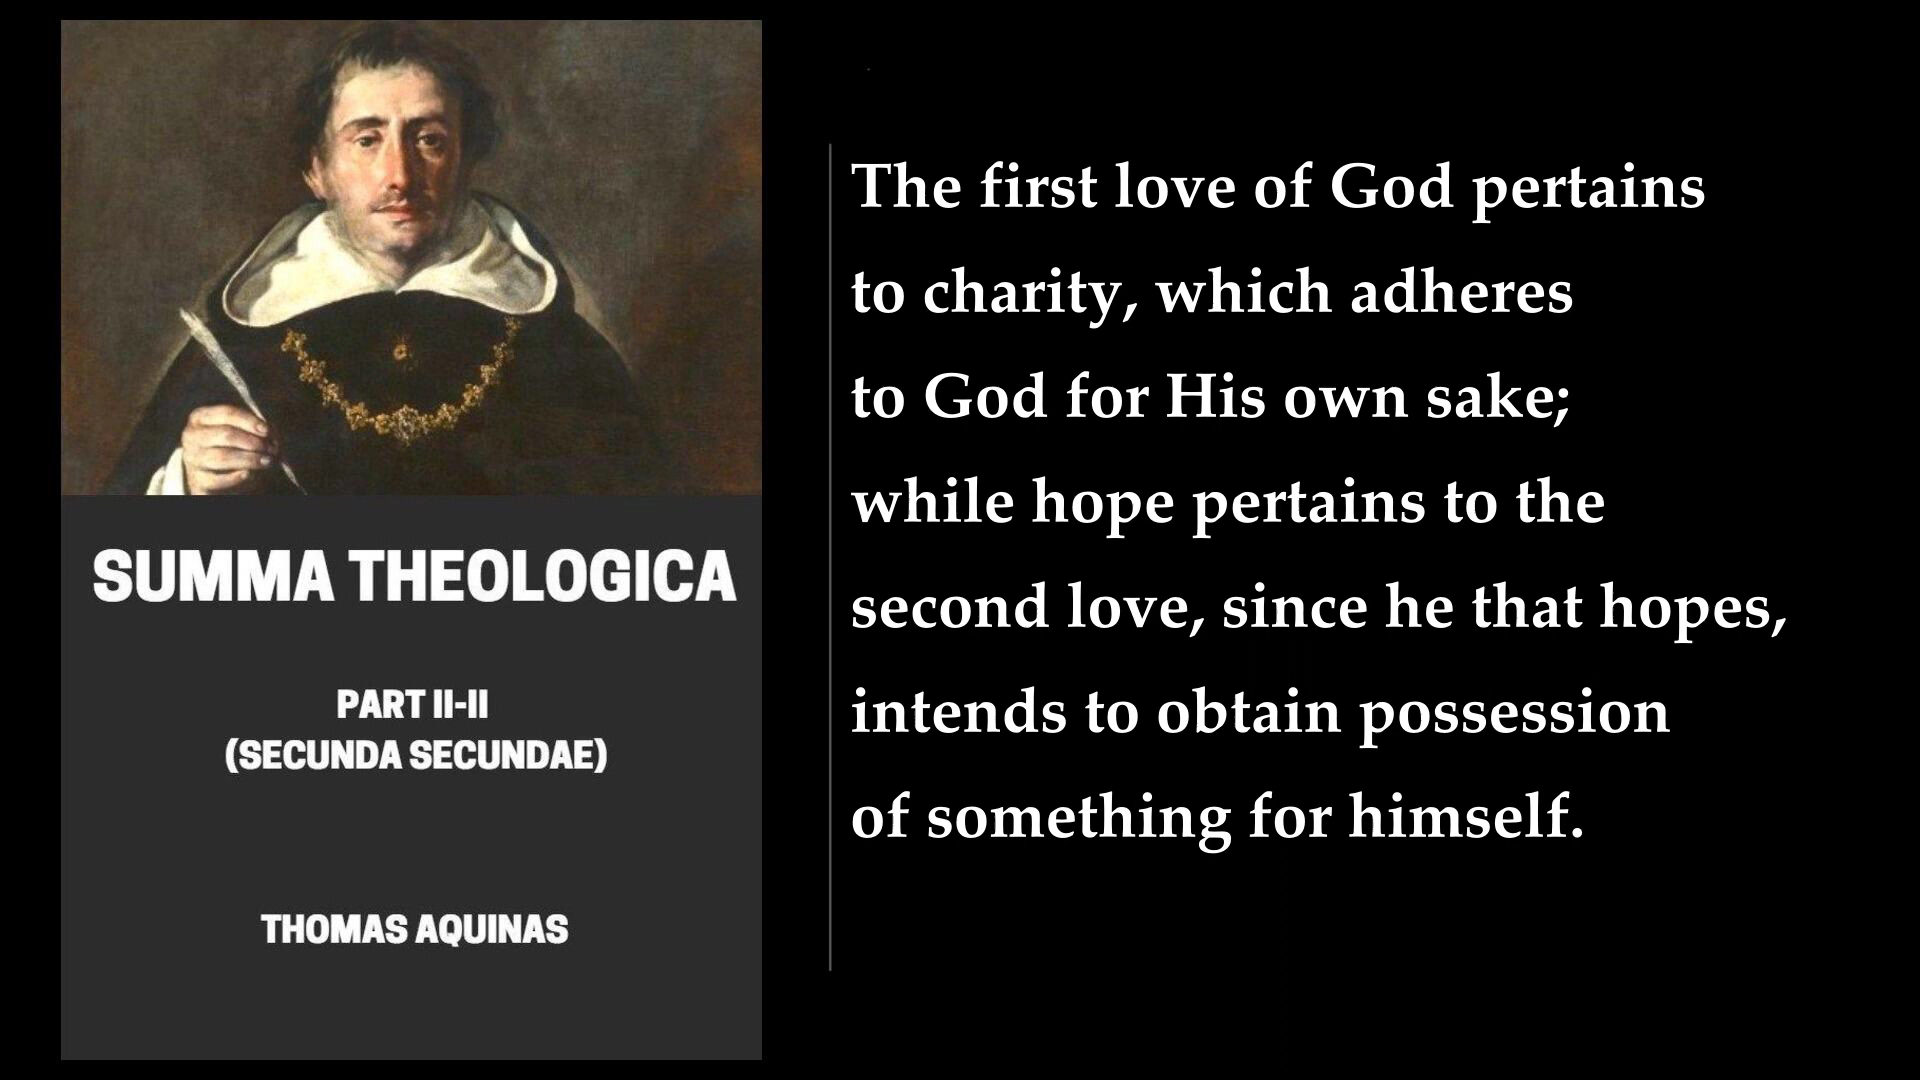 SUMMA THEOLOGICA
PART II-II
(SECUNDA SECUNDAE)
THOMAS AQUINAS
The first love of God pertains
to charity, which adheres
to God for His own sake;
while hope pertains to the
second love, since he that hopes,
intends to obtain possession
of something for himself.